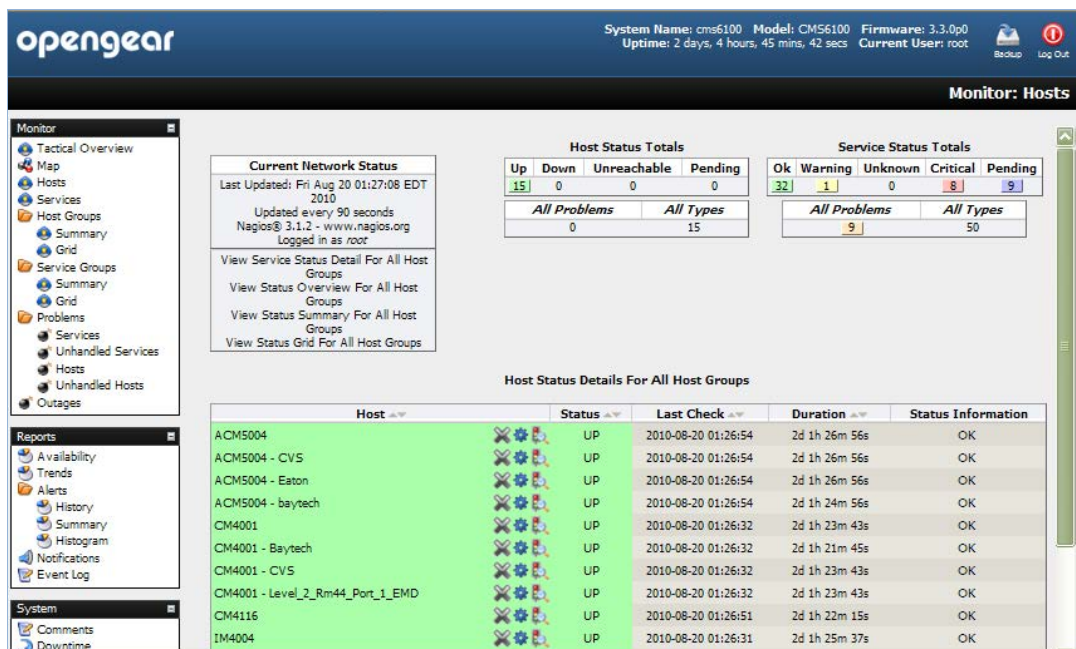 opengear
System Name: cms6100 Model: CMS6100 Firmware: 3.3.0p0
Uptime: 2 days, 4 hours, 45 mins, 42 secs Current User: root
Backup
Log Out
Monitor: Hosts
Monitor
Tactical Overview
Map
Hosts
Services
Host Groups
Summary
Grid
Service Groups
Summary
Grid
Problems
Services
Unhandled Services
Hosts
Unhandled Hosts
Outages
Reports
Availability
Trends
Alerts
History
Summary
Histogram
Notifications
Event Log
System
Comments
Downtime
Current Network Status
Last Updated: Fri Aug 20 01:27:08 EDT
2010
Updated every 90 seconds
Nagios® 3.1.2 - www.nagios.org
Logged in as root
View Service Status Detail For All Host
Groups
View Status Overview For All Host
Groups
View Status Summary For All Host
Groups
View Status Grid For All Host Groups
Host Status Totals
Up Down Unreachable Pending
15 0 0 0
All Problems All Types
0 15
Service Status Totals
Ok Warning Unknown Critical Pending
32 1 0 8 9
All Problems All Types
9 50
Host Status Details For All Host Groups
Host Status Last Check Duration Status Information
ACM5004 UP 2010-08-20 01:26:54 2d 1h 26m 56s OK
ACM5004 - CVS UP 2010-08-20 01:26:54 2d 1h 26m 56s OK
ACM5004 - Eaton UP 2010-08-20 01:26:54 2d 1h 26m 56s OK
ACM5004 - baytech UP 2010-08-20 01:26:54 2d 1h 24m 56s OK
CM4001 UP 2010-08-20 01:26:32 2d 1h 23m 43s OK
CM4001 - Baytech UP 2010-08-20 01:26:32 2d 1h 21m 45s OK
CM4001 - CVS UP 2010-08-20 01:26:32 2d 1h 23m 43s OK
CM4001 - Level_2_Rm44_Port_1_EMD UP 2010-08-20 01:26:32 2d 1h 23m 43s OK
CM4116 UP 2010-08-20 01:26:51 2d 1h 22m 15s OK
IM4004 UP 2010-08-20 01:26:31 2d 1h 25m 37s OK